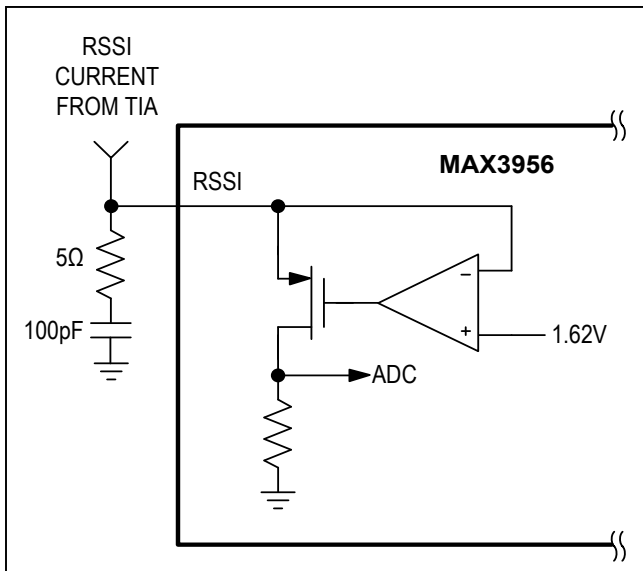 RSSI
CURRENT
FROM TIA
MAX3956
RSSI
5Ω
100pF
−
+
1.62V
ADC